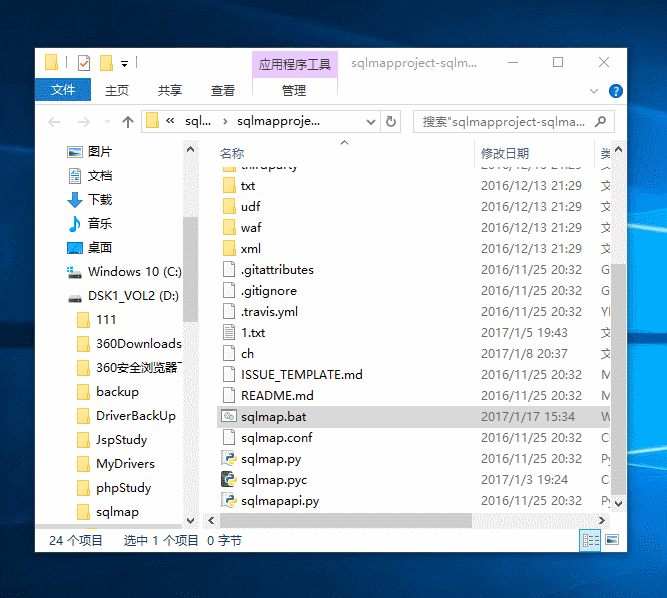 应用程序工具 sqlmapproject-sqlm...
文件 主页 共享 查看 管理
« sql... › sqlmapproje... 搜索"sqlmapproject-sqlma...
名称 修改日期 类
图片
文档
下载
音乐
桌面
Windows 10 (C:)
DSK1_VOL2 (D:)
111
360Downloads
360安全浏览器下
backup
DriverBackUp
JspStudy
MyDrivers
phpStudy
sqlmap
thirdparty 2016/12/13 21:29 文
txt 2016/12/13 21:29 文
udf 2016/12/13 21:29 文
waf 2016/12/13 21:29 文
xml 2016/12/13 21:29 文
.gitattributes 2016/11/25 20:32 G
.gitignore 2016/11/25 20:32 G
.travis.yml 2016/11/25 20:32 YI
1.txt 2017/1/5 19:43 文
ch 2017/1/8 20:37 文
ISSUE_TEMPLATE.md 2016/11/25 20:32 M
README.md 2016/11/25 20:32 M
sqlmap.bat 2017/1/17 15:34 W
sqlmap.conf 2016/11/25 20:32 C
sqlmap.py 2016/11/25 20:32 Py
sqlmap.pyc 2017/1/3 19:24 C
sqlmapapi.py 2016/11/25 20:32 Py
24 个项目 选中 1 个项目 0 字节